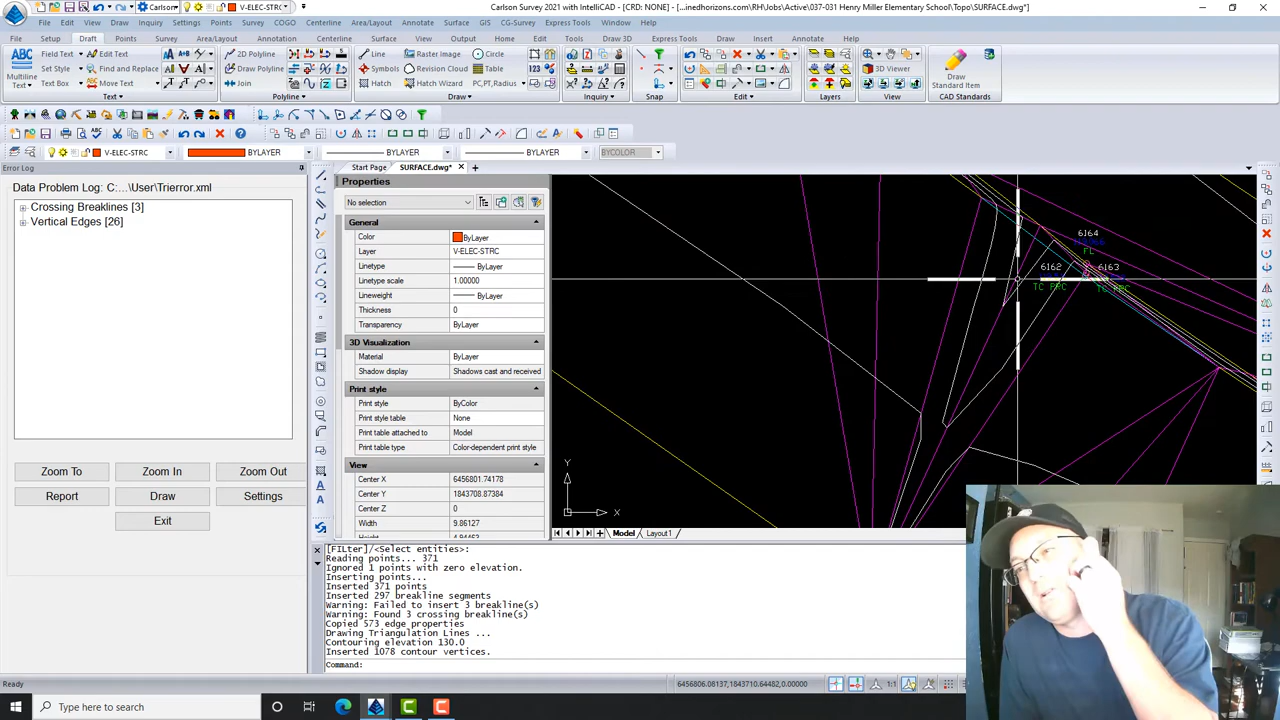 Carlson
V-ELEC-STRC
Carlson Survey 2021 with IntelliCAD [CRD: NONE] - [...inedhorizons.com/RH/Jobs/Active/037-031 Henry Miller Elementary School/Topo/SURFACE.dwg*]
File Edit View Draw Inquiry Settings Points Survey COGO Centerline Area/Layout Annotate Surface GIS CG-Survey Express Tools Window Help
File Setup Draft Points Survey Area/Layout Annotation Centerline Surface View Output Home Edit Tools Draw 3D Express Tools Draw Insert Annotate
Multiline Text
Field Text
Set Style
Text Box
Edit Text
Find and Replace
Move Text
Text
2D Polyline
Draw Polyline
Join
Polyline
Line
Symbols
Hatch
Raster Image
Revision Cloud
Hatch Wizard
Circle
Table
PC,PT,Radius
Draw
Inquiry
Snap
Edit
Layers
3D Viewer
View
Draw Standard Item
CAD Standards
V-ELEC-STRC
BYLAYER
BYLAYER
BYLAYER
BYCOLOR
Error Log
Start Page
SURFACE.dwg*
Data Problem Log: C:...\User\Trierror.xml
Crossing Breaklines [3]
Vertical Edges [26]
Zoom To
Zoom In
Zoom Out
Report
Draw
Settings
Exit
Properties
No selection
General
Color ByLayer
Layer V-ELEC-STRC
Linetype ByLayer
Linetype scale 1.00000
Lineweight ByLayer
Thickness 0
Transparency ByLayer
3D Visualization
Material ByLayer
Shadow display Shadows cast and received
Print style
Print style ByColor
Print style table None
Print table attached to Model
Print table type Color-dependent print style
View
Center X 6456801.74178
Center Y 1843708.87384
Center Z 0
Width 9.86127
6164
FL
6162
6163
Y
X
Model
Layout1
[FILter]/<Select entities>:
Reading points... 371
Ignored 1 points with zero elevation.
Inserting points...
Inserted 371 points
Inserted 297 breakline segments
Warning: Failed to insert 3 breakline(s)
Warning: Found 3 crossing breakline(s)
Copied 573 edge properties
Drawing Triangulation Lines ...
Contouring elevation 130.0
Inserted 1078 contour vertices.
Command:
Ready
6456806.08137,1843710.64482,0.00000
1:1
Type here to search